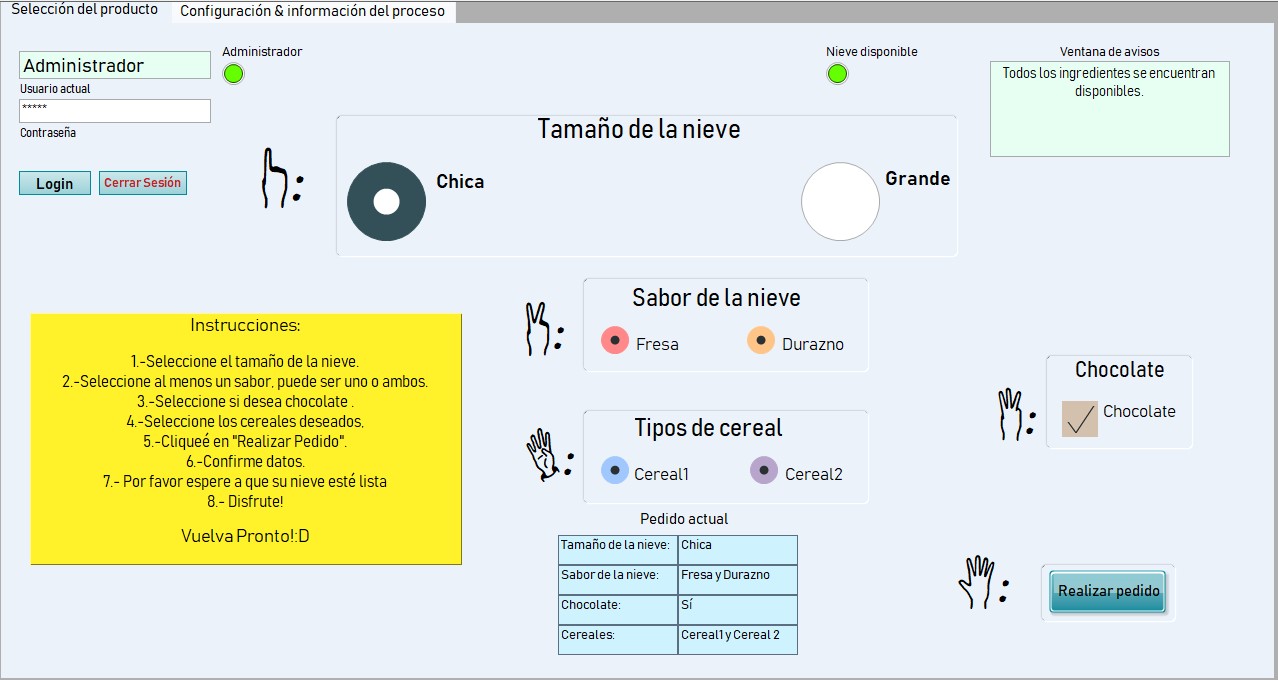 Selección del producto
Configuración & información del proceso
Administrador
Usuario actual
*****
Contraseña
Login
Cerrar Sesión
Administrador
Nieve disponible
Ventana de avisos
Todos los ingredientes se encuentran
disponibles.
Tamaño de la nieve
Chica
Grande
:
Sabor de la nieve
Fresa
Durazno
:
Instrucciones:
1.-Seleccione el tamaño de la nieve.
2.-Seleccione al menos un sabor, puede ser uno o ambos.
3.-Seleccione si desea chocolate .
4.-Seleccione los cereales deseados,
5.-Cliqueé en "Realizar Pedido".
6.-Confirme datos.
7.- Por favor espere a que su nieve esté lista
8.- Disfrute!
Vuelva Pronto!:D
Chocolate
Chocolate
:
Tipos de cereal
Cereal1
Cereal2
:
Pedido actual
Tamaño de la nieve: Chica
Sabor de la nieve: Fresa y Durazno
Chocolate: Sí
Cereales: Cereal1 y Cereal 2
:
Realizar pedido